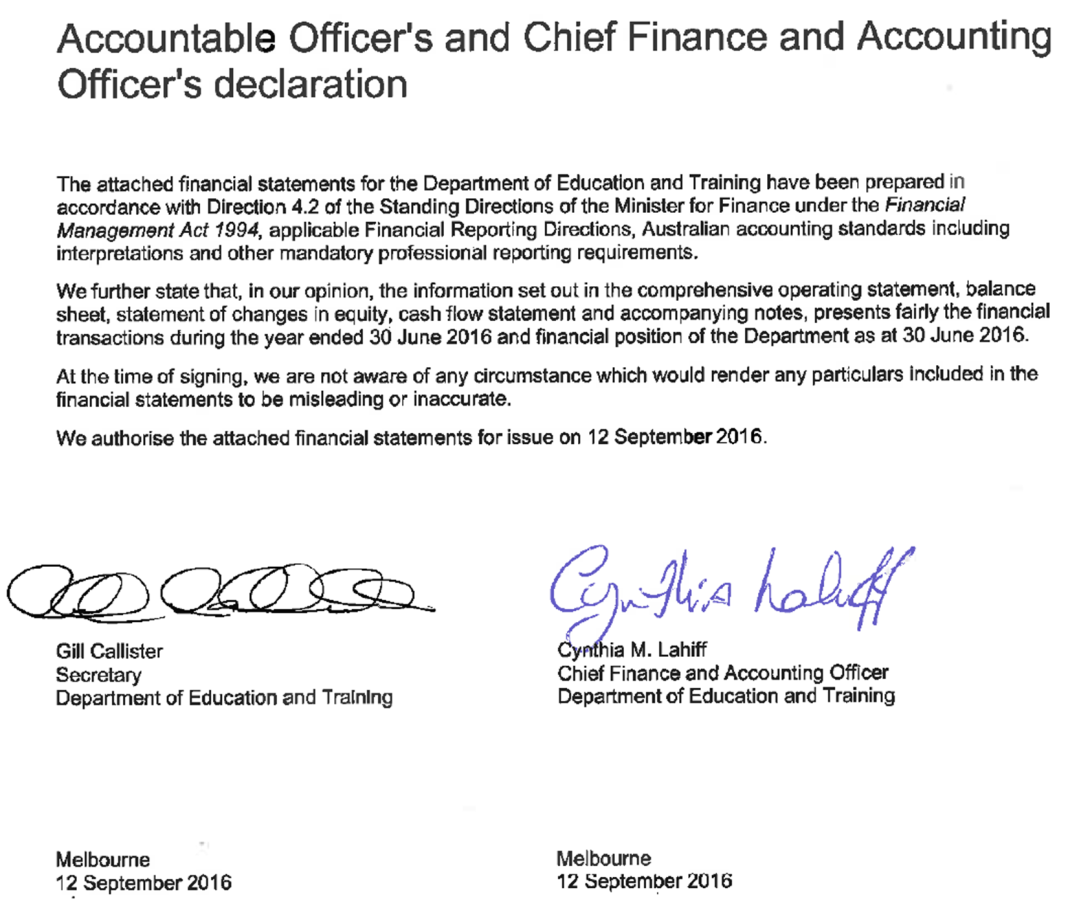 Accountable Officer's and Chief Finance and Accounting
Officer's declaration
The attached financial statements for the Department of Education and Training have been prepared in
accordance with Direction 4.2 of the Standing Directions of the Minister for Finance under the Financial
Management Act 1994, applicable Financial Reporting Directions, Australian accounting standards including
interpretations and other mandatory professional reporting requirements.
We further state that, in our opinion, the information set out in the comprehensive operating statement, balance
sheet, statement of changes in equity, cash flow statement and accompanying notes, presents fairly the financial
transactions during the year ended 30 June 2016 and financial position of the Department as at 30 June 2016.
At the time of signing, we are not aware of any circumstance which would render any particulars included in the
financial statements to be misleading or inaccurate.
We authorise the attached financial statements for issue on 12 September 2016.
Cynthia Lahiff
Gill Callister
Secretary
Department of Education and Training
Cynthia M. Lahiff
Chief Finance and Accounting Officer
Department of Education and Training
Melbourne
12 September 2016
Melbourne
12 September 2016